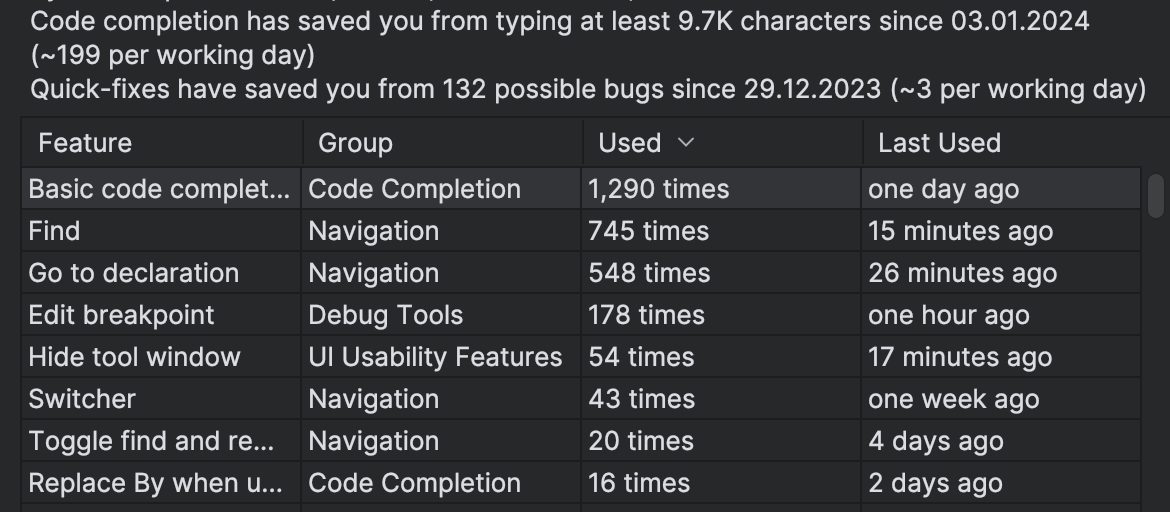 Code completion has saved you from typing at least 9.7K characters since 03.01.2024
(~199 per working day)
Quick-fixes have saved you from 132 possible bugs since 29.12.2023 (~3 per working day)
Feature Group Used Last Used
Basic code complet... Code Completion 1,290 times one day ago
Find Navigation 745 times 15 minutes ago
Go to declaration Navigation 548 times 26 minutes ago
Edit breakpoint Debug Tools 178 times one hour ago
Hide tool window UI Usability Features 54 times 17 minutes ago
Switcher Navigation 43 times one week ago
Toggle find and re... Navigation 20 times 4 days ago
Replace By when u... Code Completion 16 times 2 days ago